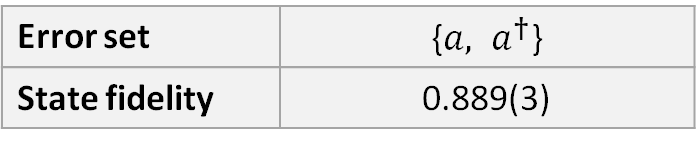 Error set {a, a†}
State fidelity 0.889(3)